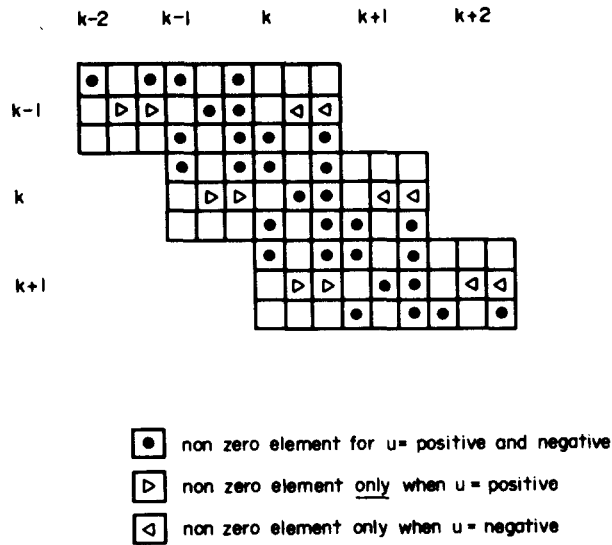 k-2 k-1 k k+1 k+2
k-1
k
k+1
non zero element for u= positive and negative
non zero element only when u = positive
non zero element only when u = negative